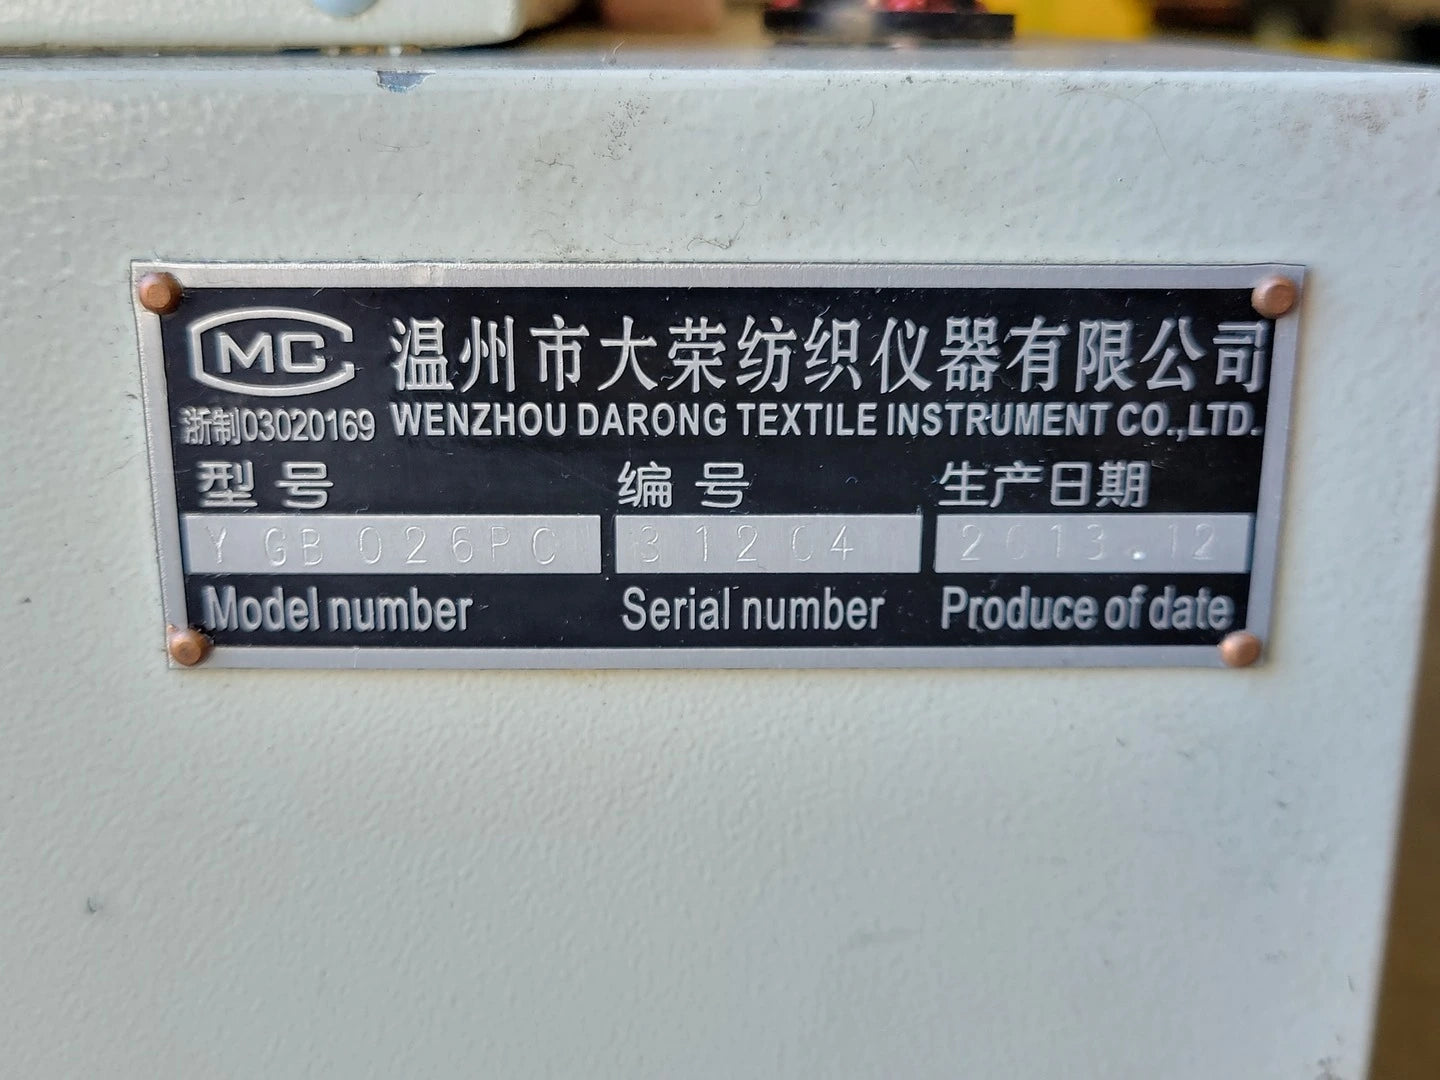 MC 温州市大荣纺织仪器有限公司
浙制03020169 WENZHOU DARONG TEXTILE INSTRUMENT CO.,LTD.
型号 编号 生产日期
YGB 026PC 31204 2013.12
Model number Serial number Produce of date